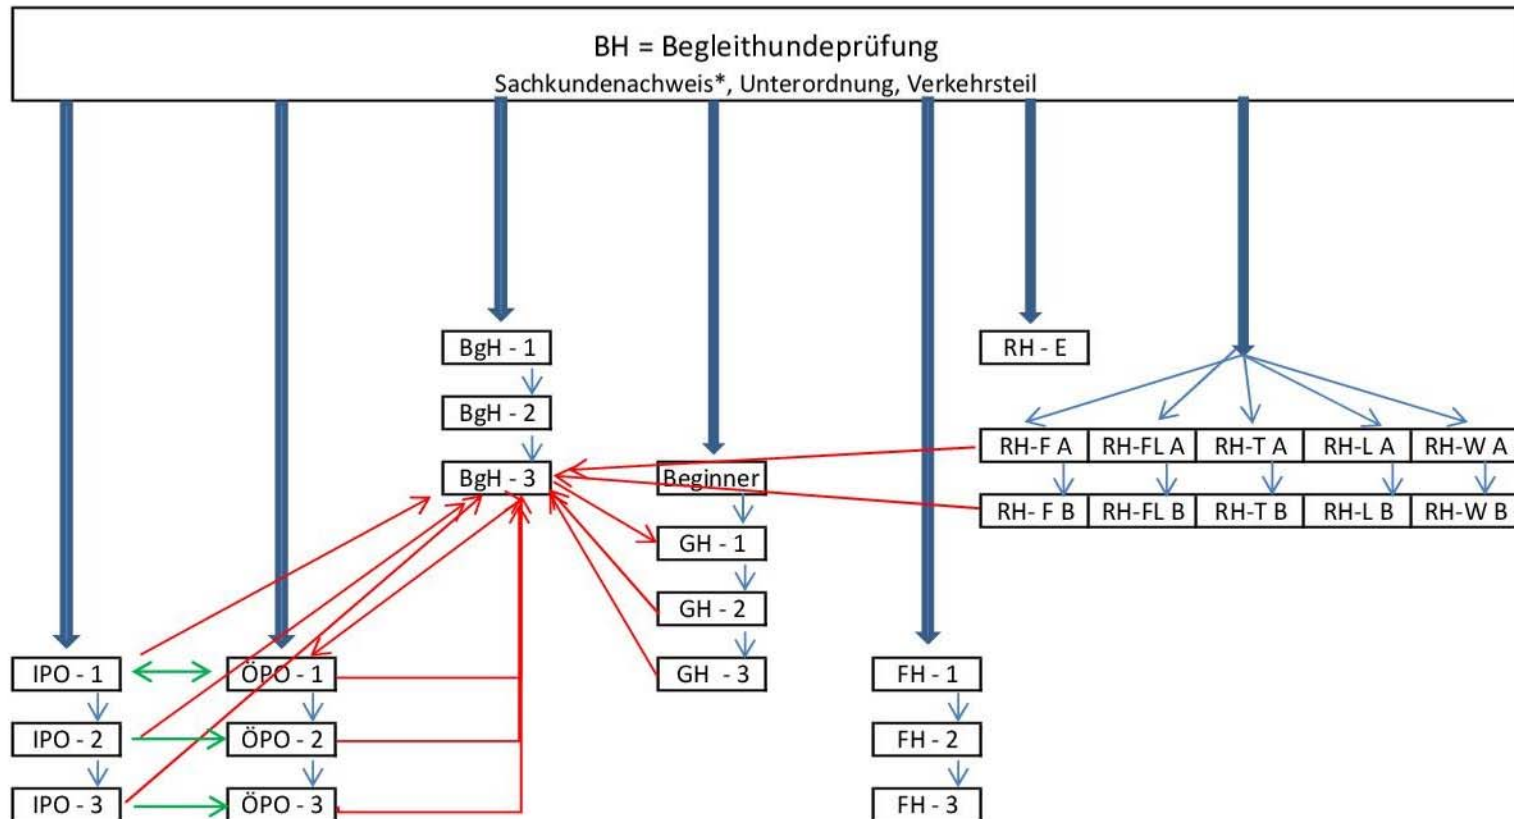 BH = Begleithundeprüfung
Sachkundenachweis*, Unterordnung, Verkehrsteil
BgH - 1
RH - E
BgH - 2
RH-F A
RH-FL A
RH-T A
RH-L A
RH-W A
BgH - 3
Beginner
RH- F B
RH-FL B
RH-T B
RH-L B
RH-W B
GH - 1
GH - 2
IPO - 1
ÖPO - 1
GH - 3
FH - 1
IPO - 2
ÖPO - 2
FH - 2
IPO - 3
ÖPO - 3
FH - 3